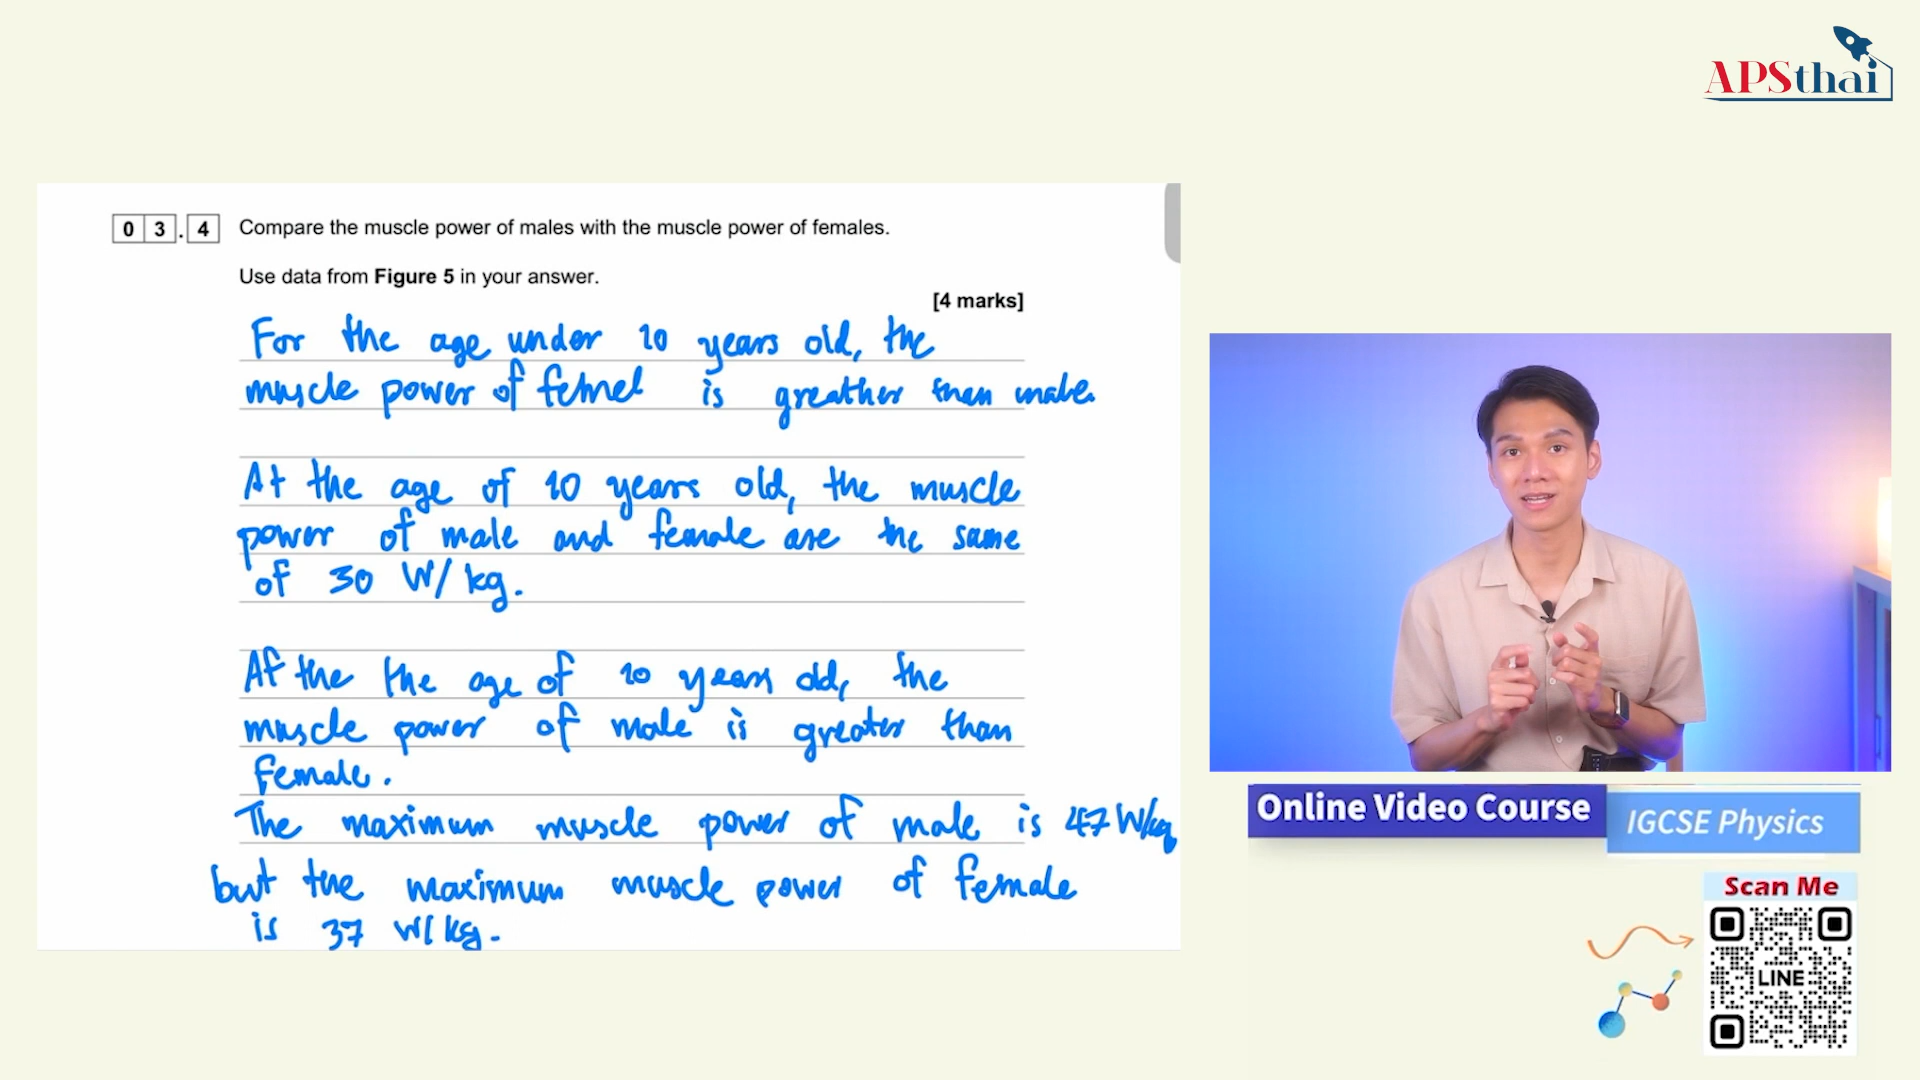 APSthai
0 3 . 4 Compare the muscle power of males with the muscle power of females.
Use data from Figure 5 in your answer.
[4 marks]
For the age under 10 years old, the
muscle power of femel is greather than male.
At the age of 10 years old, the muscle
power of male and female are the same
of 30 W/kg.
Af the the age of 10 years old, the
muscle power of male is greater than
female.
The maximum muscle power of male is 47 W/kg
but the maximum muscle power of female
is 37 W/kg.
Online Video Course
IGCSE Physics
Scan Me
LINE